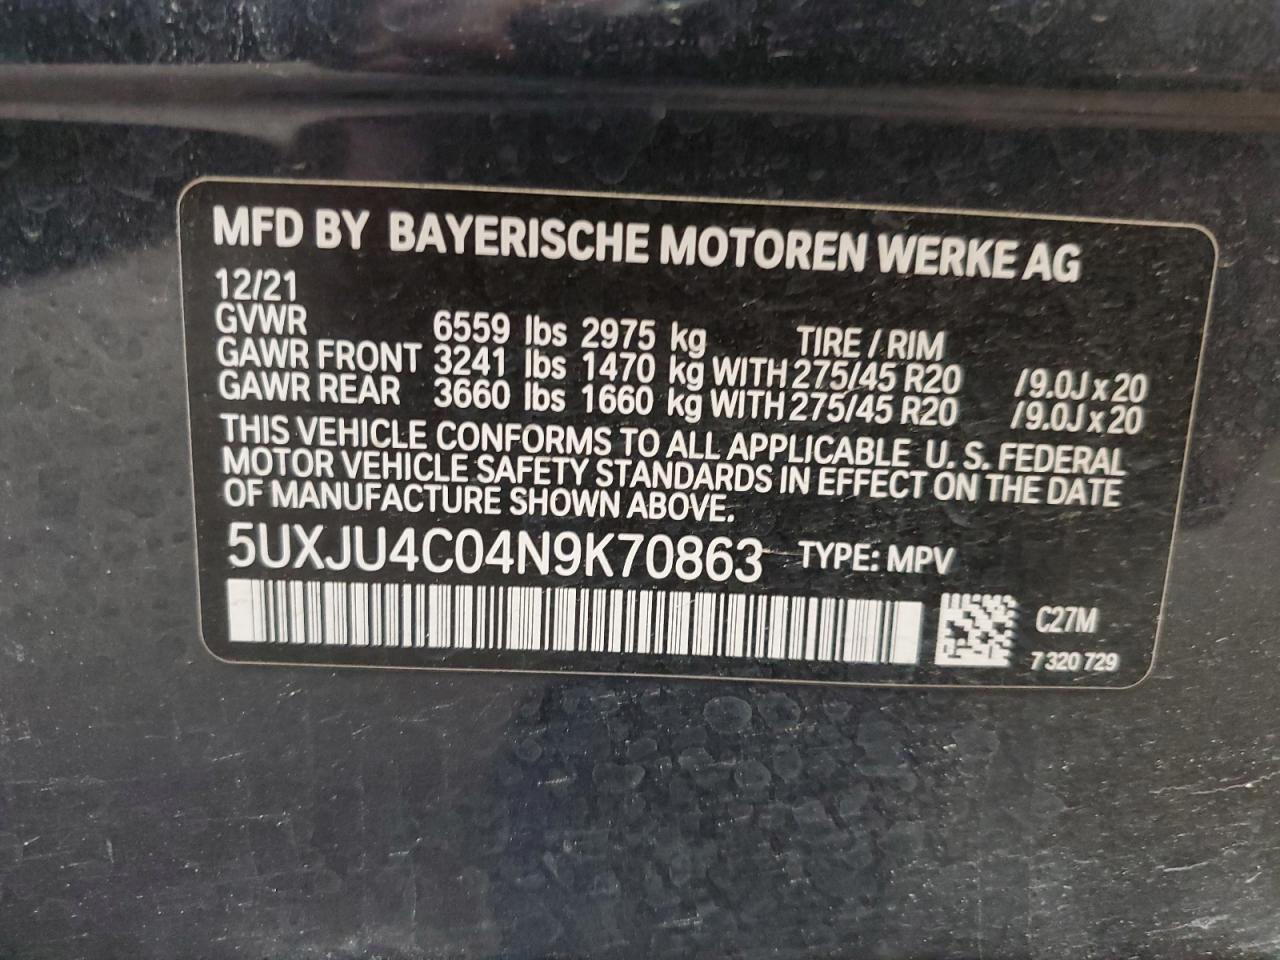 MFD BY BAYERISCHE MOTOREN WERKE AG
12/21
GVWR 6559 lbs 2975 kg TIRE / RIM
GAWR FRONT 3241 lbs 1470 kg WITH 275/45 R20 /9.0J x 20
GAWR REAR 3660 lbs 1660 kg WITH 275/45 R20 /9.0J x 20
THIS VEHICLE CONFORMS TO ALL APPLICABLE U. S. FEDERAL
MOTOR VEHICLE SAFETY STANDARDS IN EFFECT ON THE DATE
OF MANUFACTURE SHOWN ABOVE.
5UXJU4C04N9K70863 TYPE: MPV
C27M
7 320 729